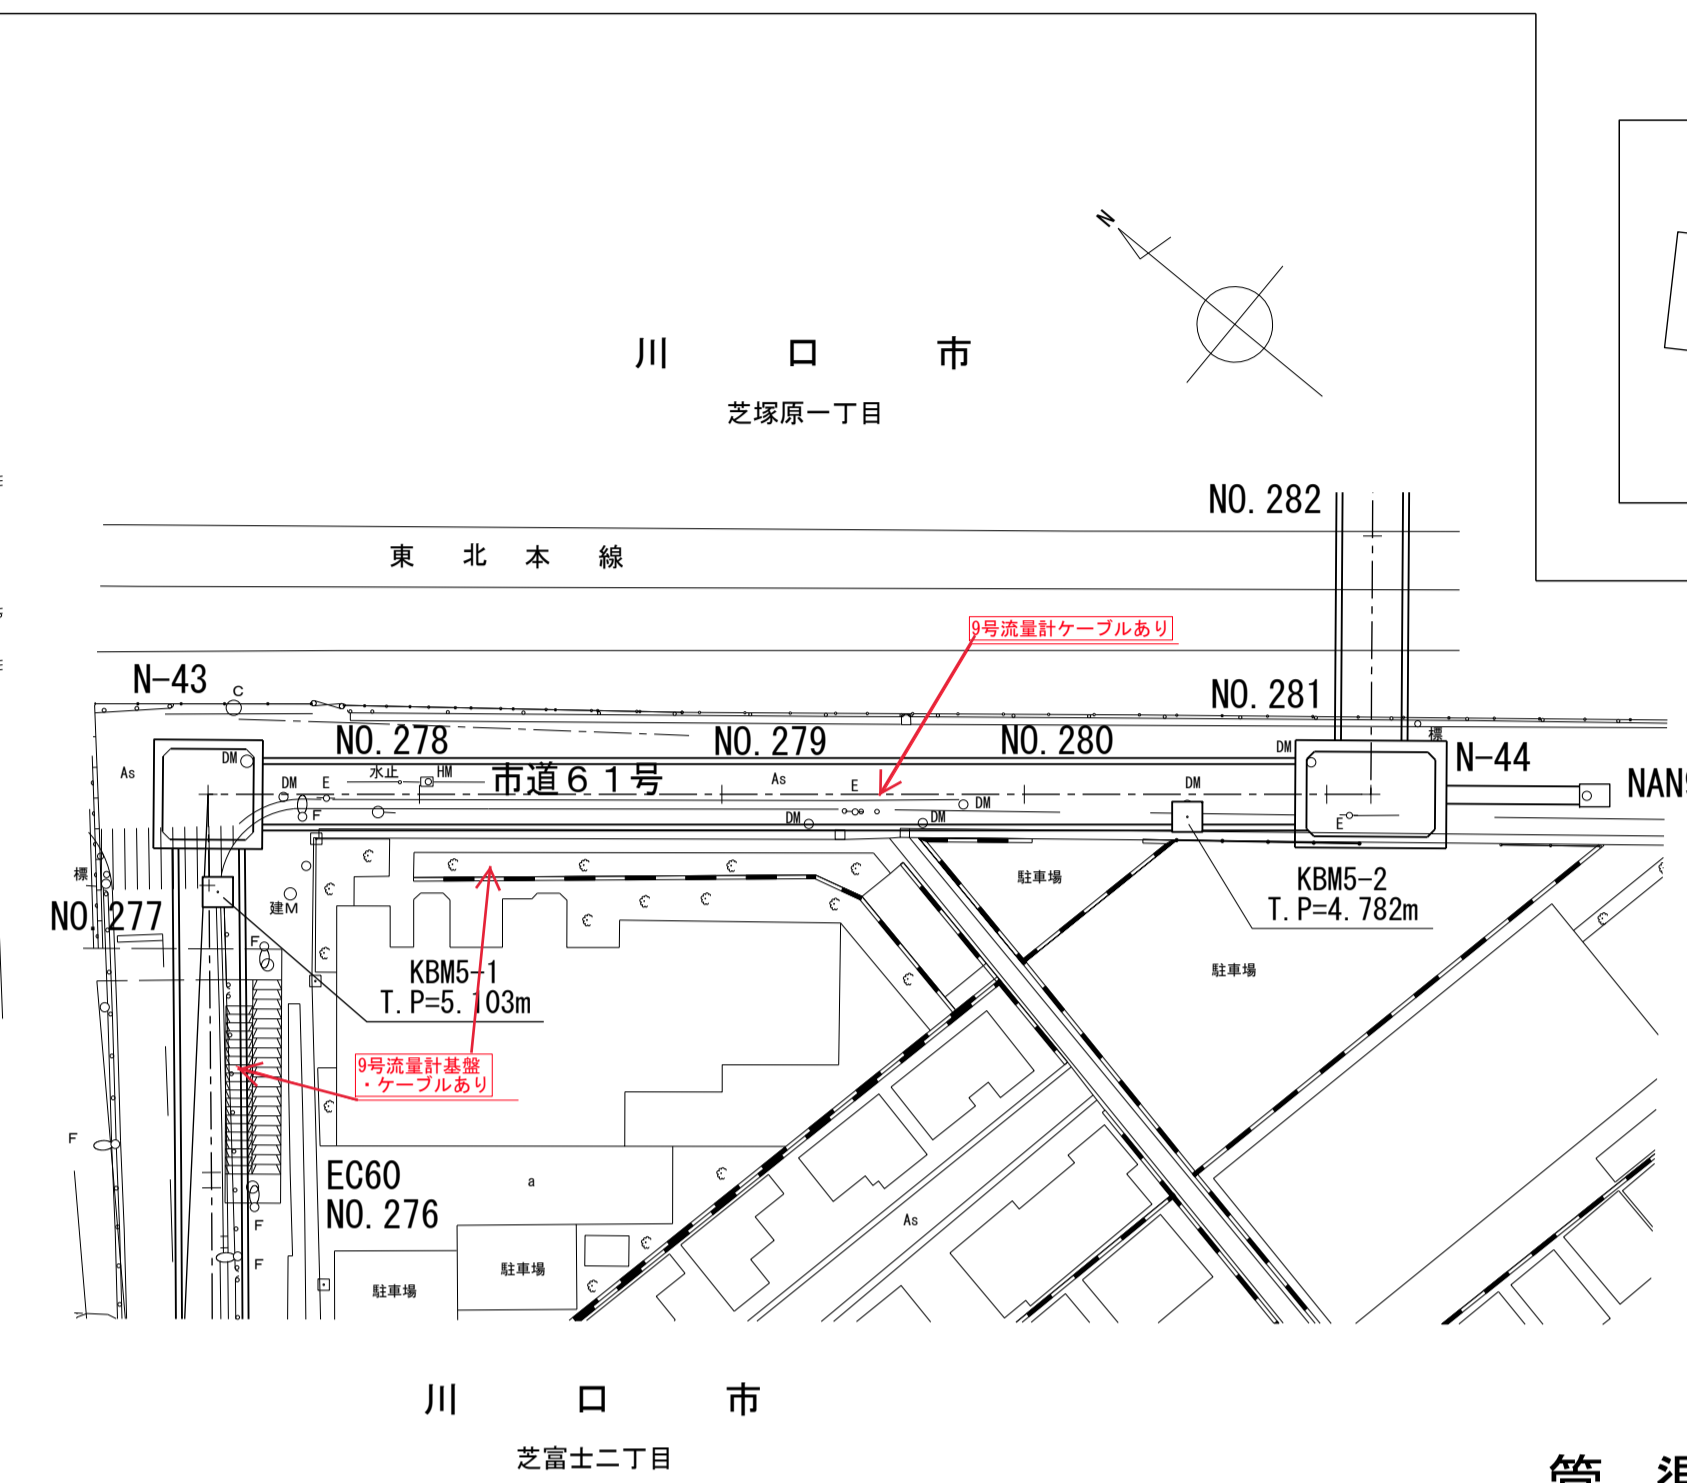 N
川口市
芝塚原一丁目
NO. 282
東北本線
9号流量計ケーブルあり
N-43
C
NO. 281
NO. 278
NO. 279
NO. 280
標
DM
DM
N-44
As
水止
HM
市道61号
As
DM
E
E
DM
NAN9
F
DM
DM
DM
E
標
駐車場
KBM5-2
T. P=4.782m
NO. 277
建M
F
KBM5-1
T. P=5.103m
駐車場
9号流量計基盤
・ケーブルあり
F
EC60
NO. 276
a
As
F
F
駐車場
駐車場
川口市
芝富士二丁目
管